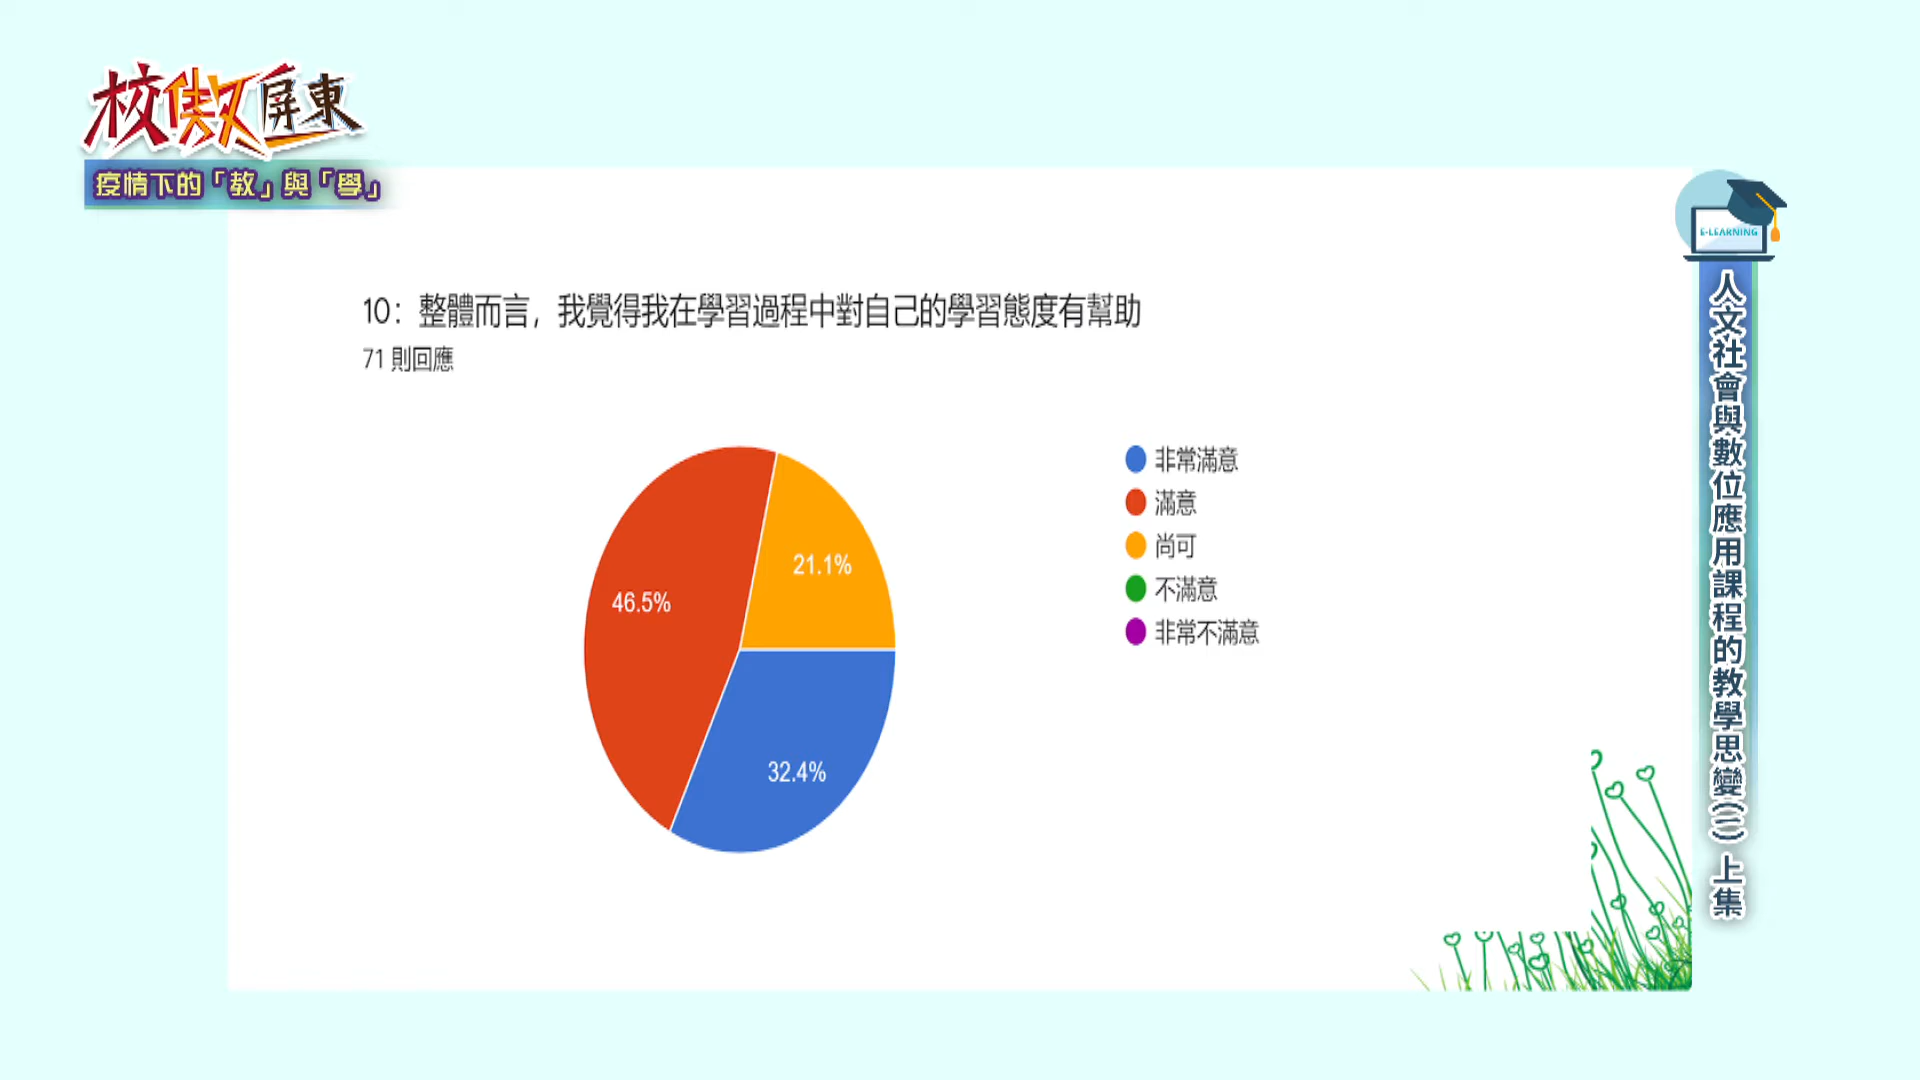 校傲屏東
疫情下的「教」與「學」
E-LEARNING
人文社會與數位應用課程的教學思變(二)上集
10：整體而言，我覺得我在學習過程中對自己的學習態度有幫助
71 則回應
46.5%
21.1%
32.4%
非常滿意
滿意
尚可
不滿意
非常不滿意